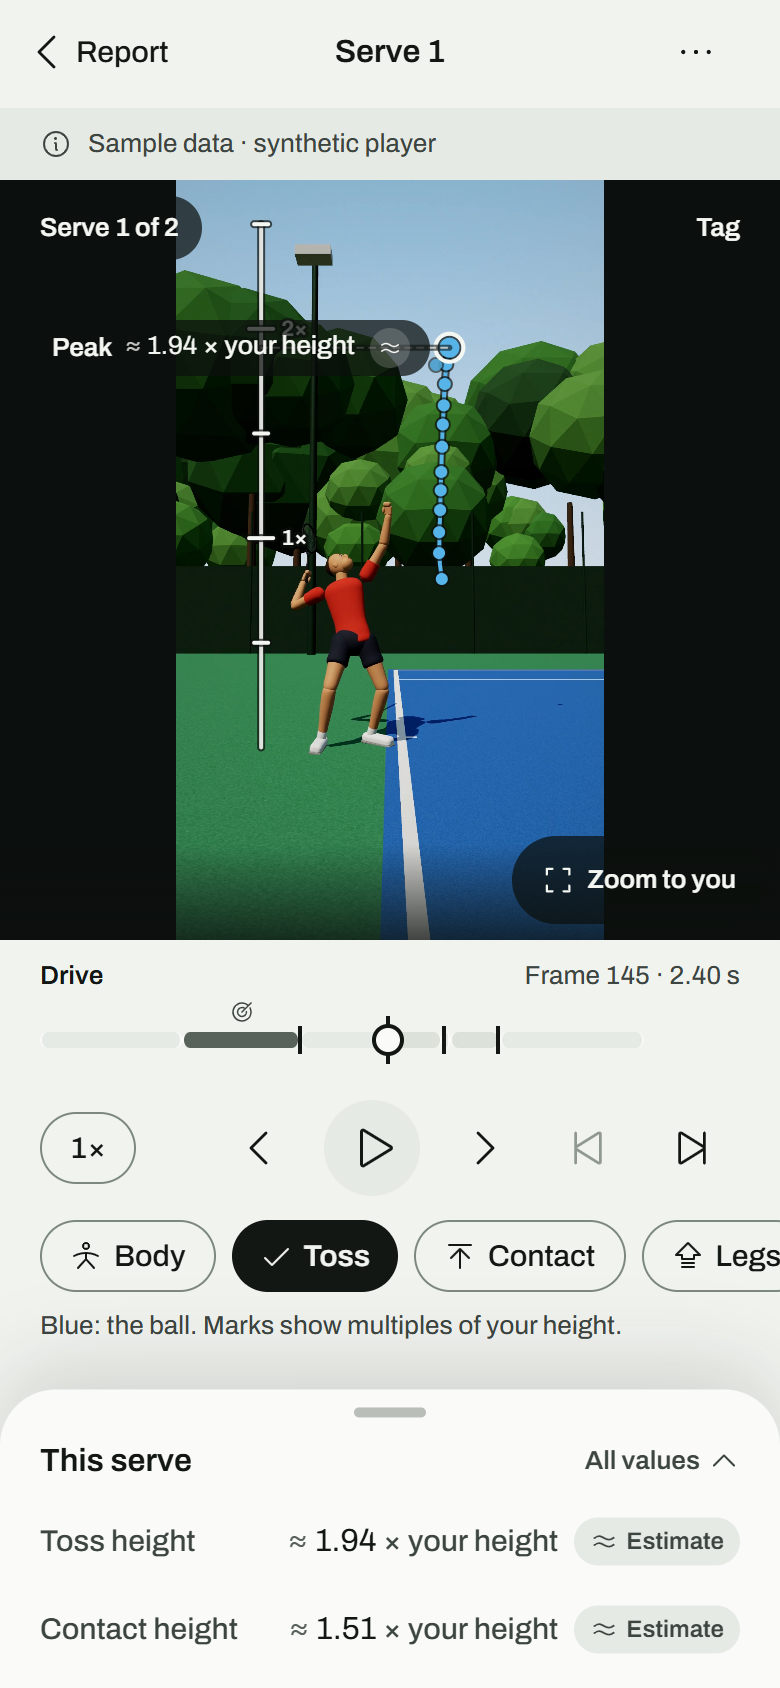 Report
Serve 1
...
Sample data · synthetic player
Serve 1 of 2
Tag
2×
Peak ≈ 1.94 × your height ≈
1×
Zoom to you
Drive
Frame 145 · 2.40 s
1×
Body
Toss
Contact
Legs
Blue: the ball. Marks show multiples of your height.
This serve
All values
Toss height
≈ 1.94 × your height
≈ Estimate
Contact height
≈ 1.51 × your height
≈ Estimate